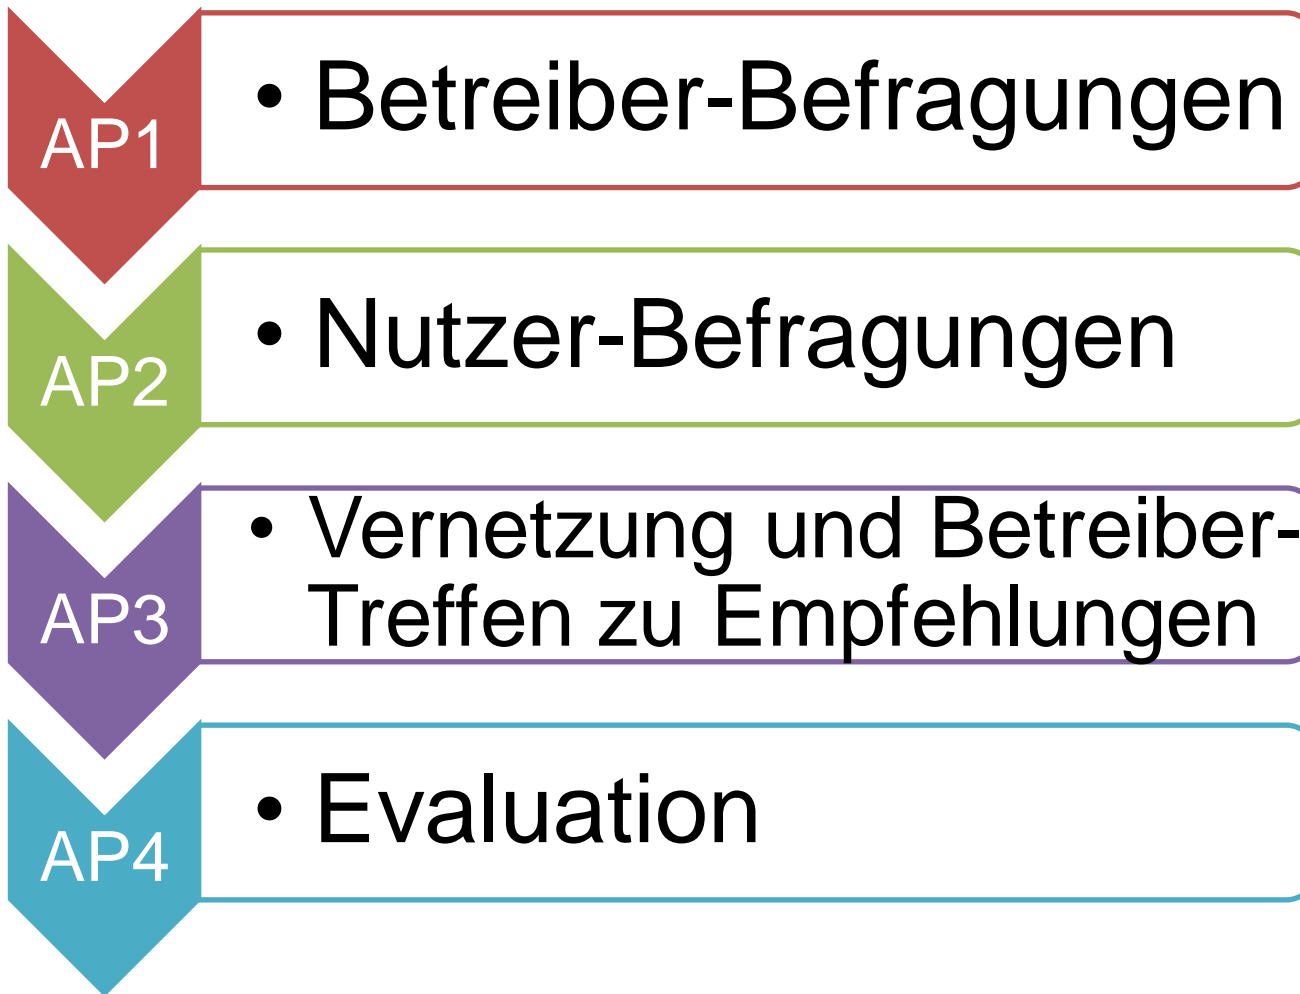 AP1
• Betreiber-Befragungen
AP2
• Nutzer-Befragungen
AP3
• Vernetzung und Betreiber-
Treffen zu Empfehlungen
AP4
• Evaluation